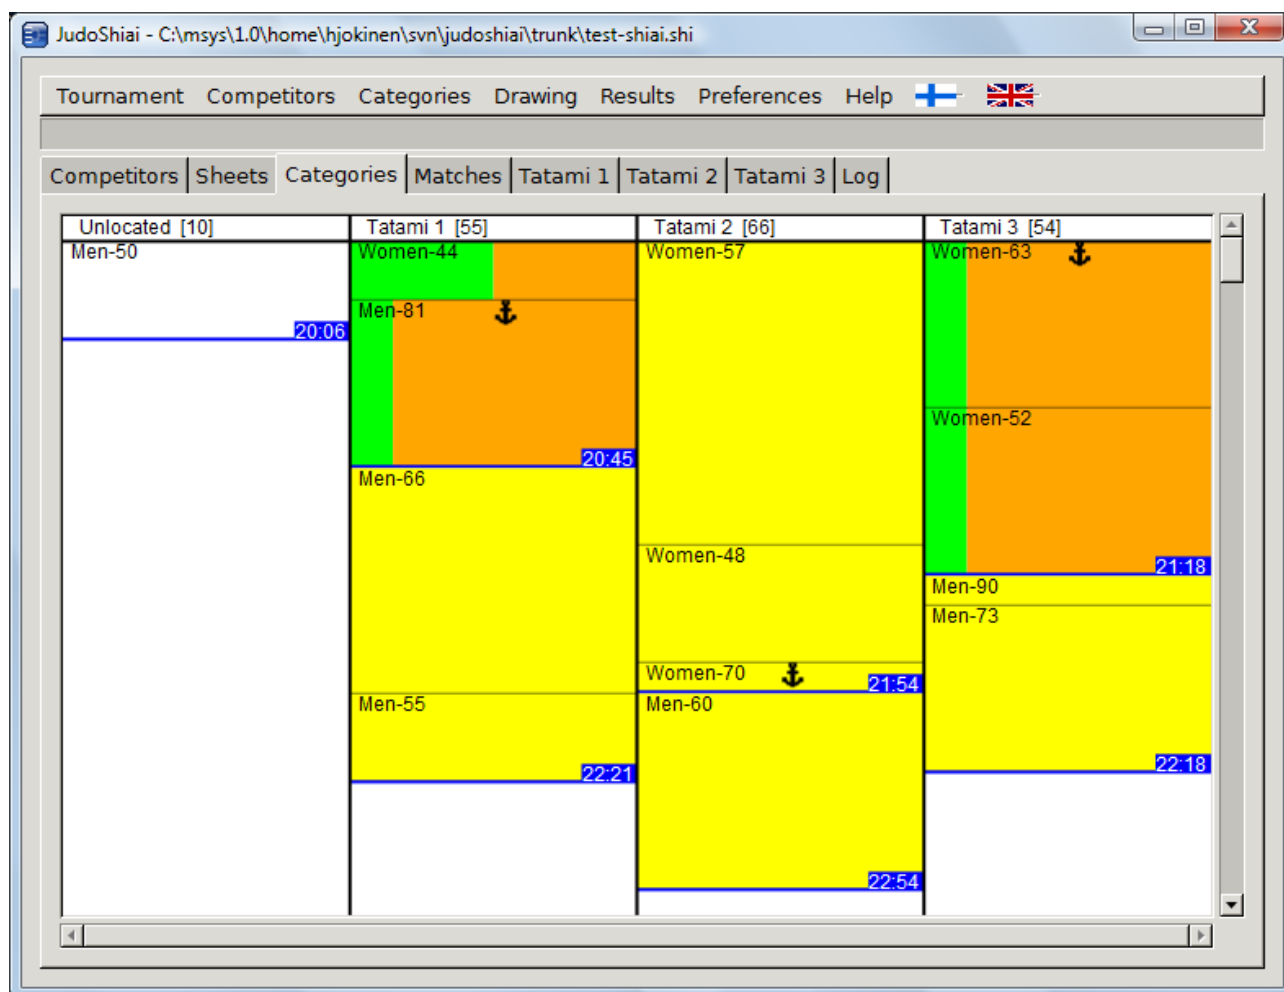 JudoShiai - C:\msys\1.0\home\hjokinen\svn\judoshiai\trunk\test-shiai.shi
Tournament Competitors Categories Drawing Results Preferences Help
Competitors Sheets Categories Matches Tatami 1 Tatami 2 Tatami 3 Log
Unlocated [10] Tatami 1 [55] Tatami 2 [66] Tatami 3 [54]
Men-50 Women-44 Women-57 Women-63
Men-81
20:06
Women-52
20:45
Men-66
Women-48
21:18
Men-90
Men-73
Women-70
21:54
Men-55 Men-60
22:18
22:21
22:54